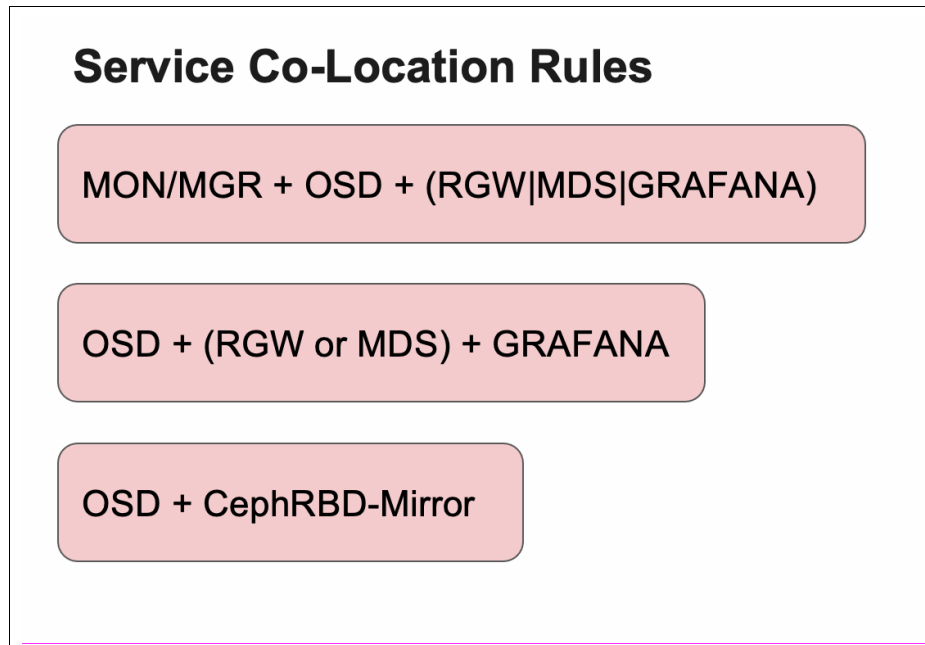 Service Co-Location Rules
MON/MGR + OSD + (RGW|MDS|GRAFANA)
OSD + (RGW or MDS) + GRAFANA
OSD + CephRBD-Mirror